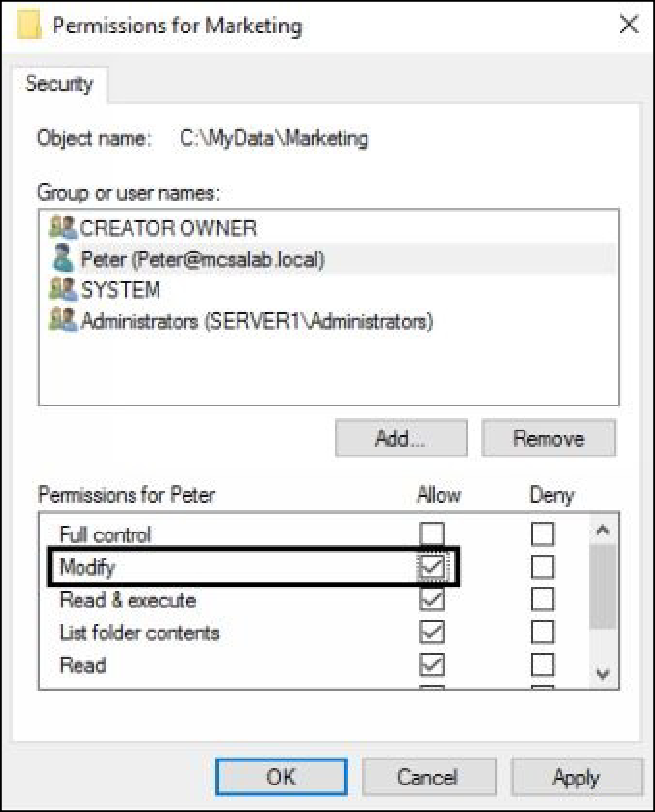 Permissions for Marketing
Security
Object name: C:\MyData\Marketing
Group or user names:
CREATOR OWNER
Peter (Peter@mcsalab.local)
SYSTEM
Administrators (SERVER1\Administrators)
Add... Remove
Permissions for Peter Allow Deny
Full control
Modify
Read & execute
List folder contents
Read
OK Cancel Apply